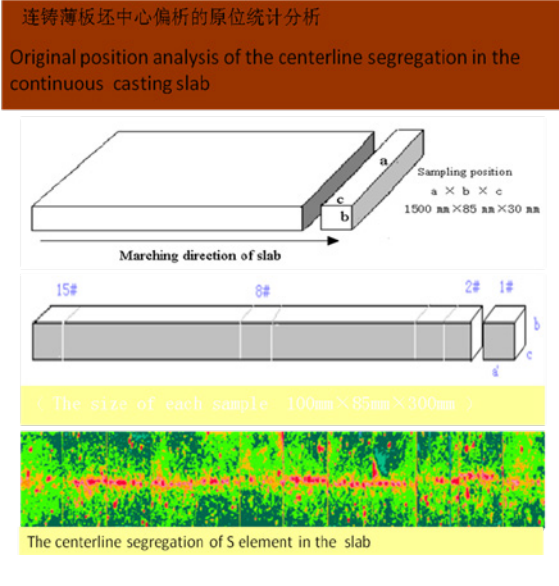 连铸薄板坯中心偏析的原位统计分析
Original position analysis of the centerline segregation in the
continuous casting slab
a
Sampling position
a × b × c
c
1500 mm×85 mm×30 mm
b
Marching direction of slab
15# 8# 2# 1#
b
c
a'
( The size of each sample 100mm×85mm×300mm )
The centerline segregation of S element in the slab